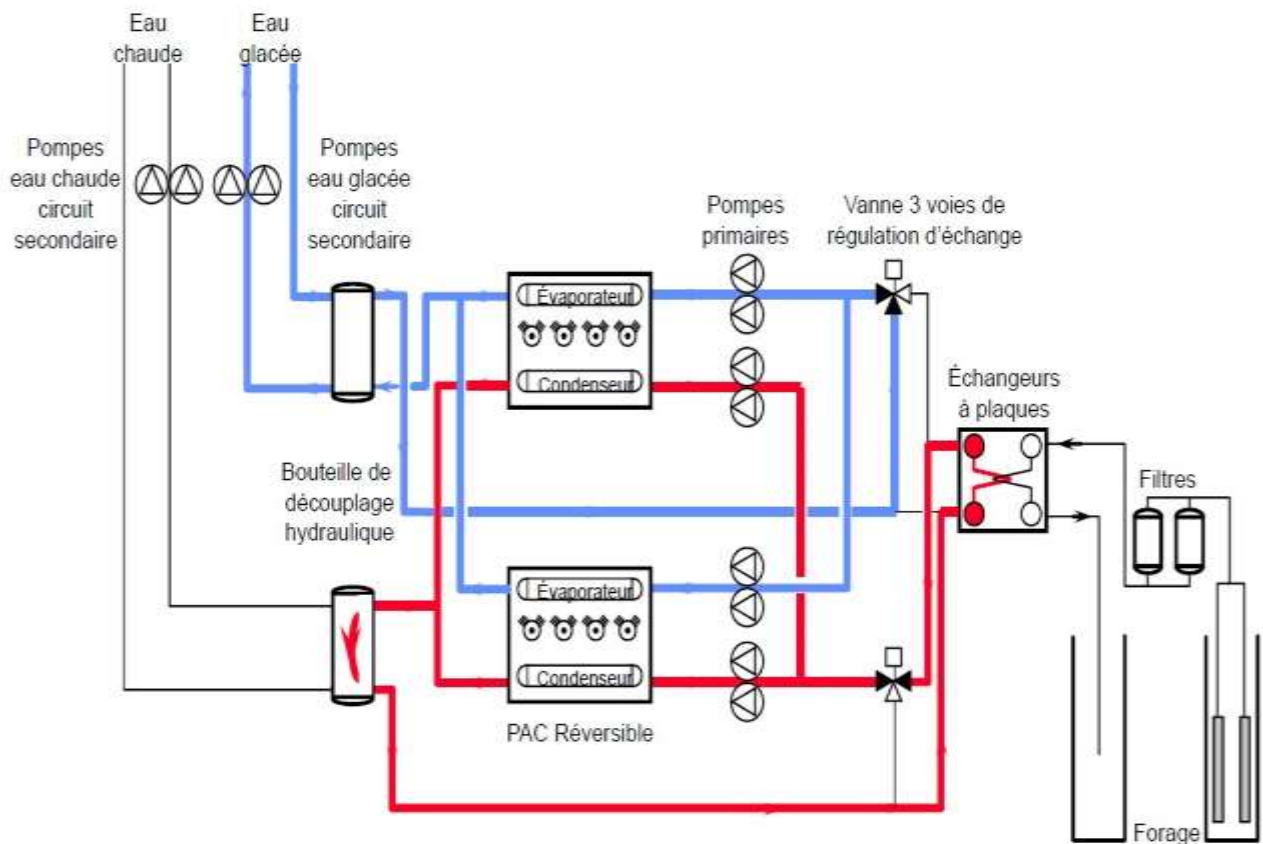 Eau
chaude
Eau
glacée
Pompes
eau chaude
circuit
secondaire
Pompes
eau glacée
circuit
secondaire
Pompes
primaires
Vanne 3 voies de
régulation d'échange
Évaporateur
Condenseur
Échangeurs
à plaques
Filtres
Bouteille de
découplage
hydraulique
Évaporateur
Condenseur
PAC Réversible
Forage